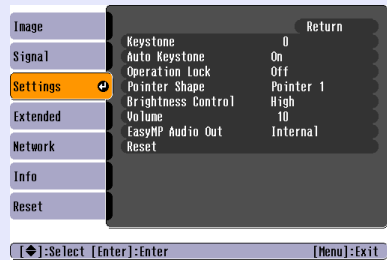 Image
Signal
Settings
Extended
Network
Info
Reset
Return
Keystone 0
Auto Keystone On
Operation Lock Off
Pointer Shape Pointer 1
Brightness Control High
Volume 10
EasyMP Audio Out Internal
Reset
[◆]:Select [Enter]:Enter [Menu]:Exit